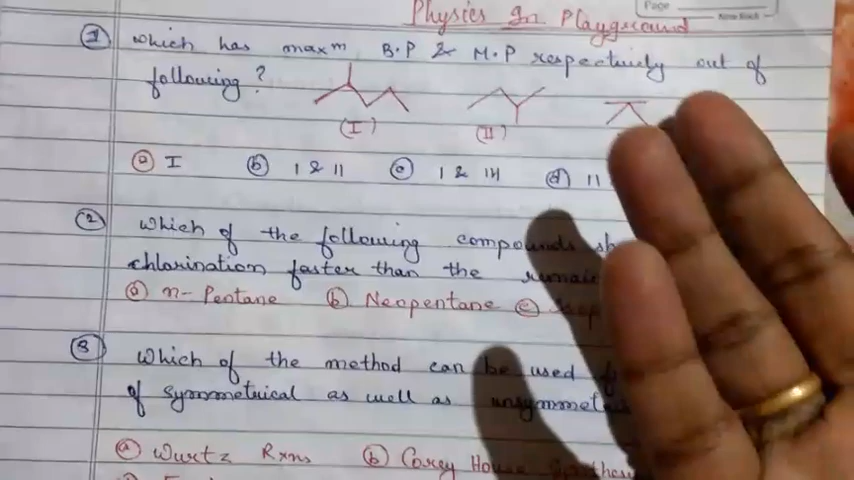 Page
Physics In Playground
① which has maxm B.P & M.P respectively out of
following?
(I) (II)
ⓐ I ⓑ I & II ⓒ I & III ⓓ II
② which of the following compounds
chlorination faster than the
ⓐ n-Pentane ⓑ Neopentane ⓒ
③ which of the method can be used
of symmetrical as well as
ⓐ Wurtz Rxns ⓑ Corey House